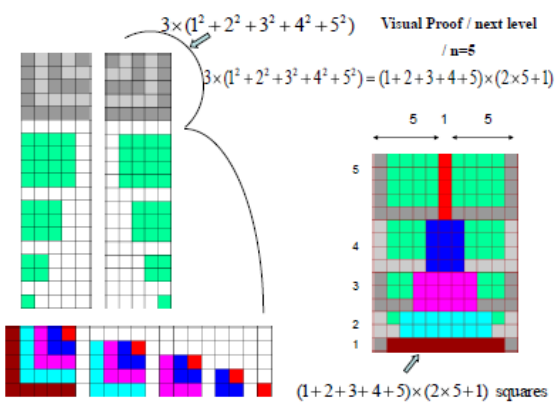 3×(1²+2²+3²+4²+5²)
Visual Proof / next level
/ n=5
3×(1²+2²+3²+4²+5²)=(1+2+3+4+5)×(2×5+1)
5 1 5
5
4
3
2
1
(1+2+3+4+5)×(2×5+1) squares